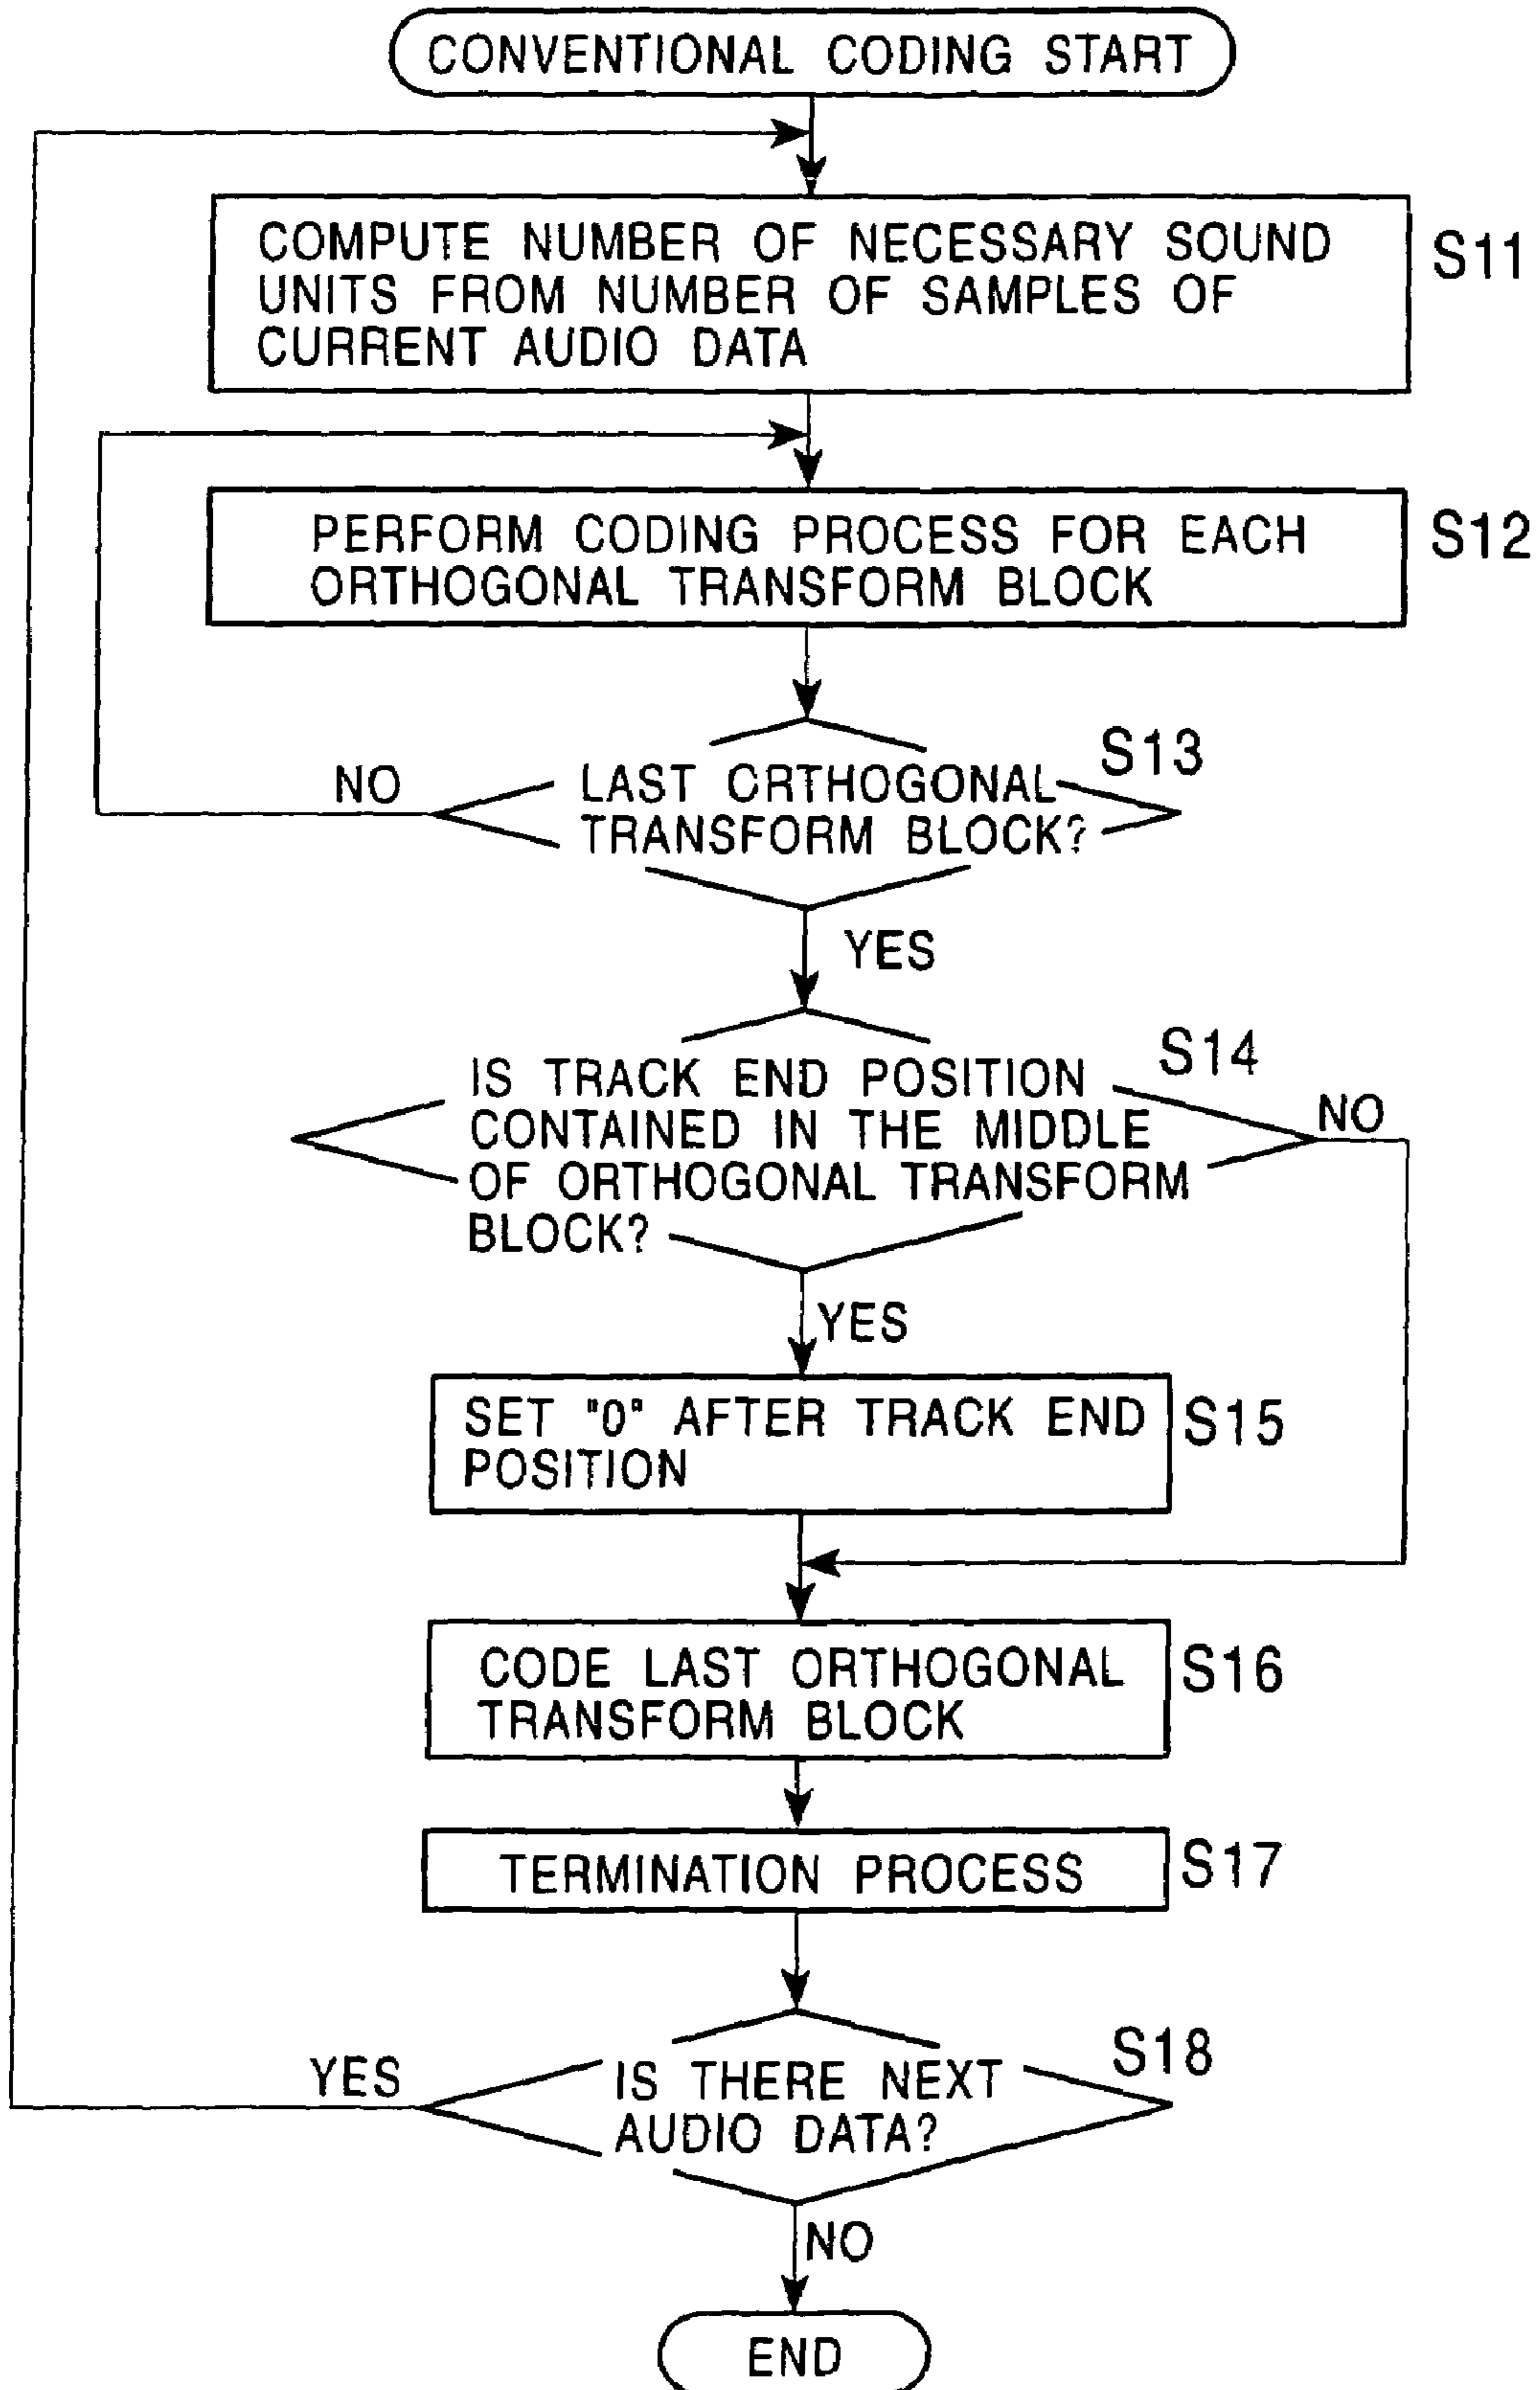 CONVENTIONAL CODING START
COMPUTE NUMBER OF NECESSARY SOUND
UNITS FROM NUMBER OF SAMPLES OF
CURRENT AUDIO DATA
S11
PERFORM CODING PROCESS FOR EACH
ORTHOGONAL TRANSFORM BLOCK
S12
LAST CRTHOGONAL
TRANSFORM BLOCK?
S13
NO
YES
IS TRACK END POSITION
CONTAINED IN THE MIDDLE
OF ORTHOGONAL TRANSFORM
BLOCK?
S14
NO
YES
SET "0" AFTER TRACK END
POSITION
S15
CODE LAST ORTHOGONAL
TRANSFORM BLOCK
S16
TERMINATION PROCESS
S17
IS THERE NEXT
AUDIO DATA?
S18
YES
NO
END